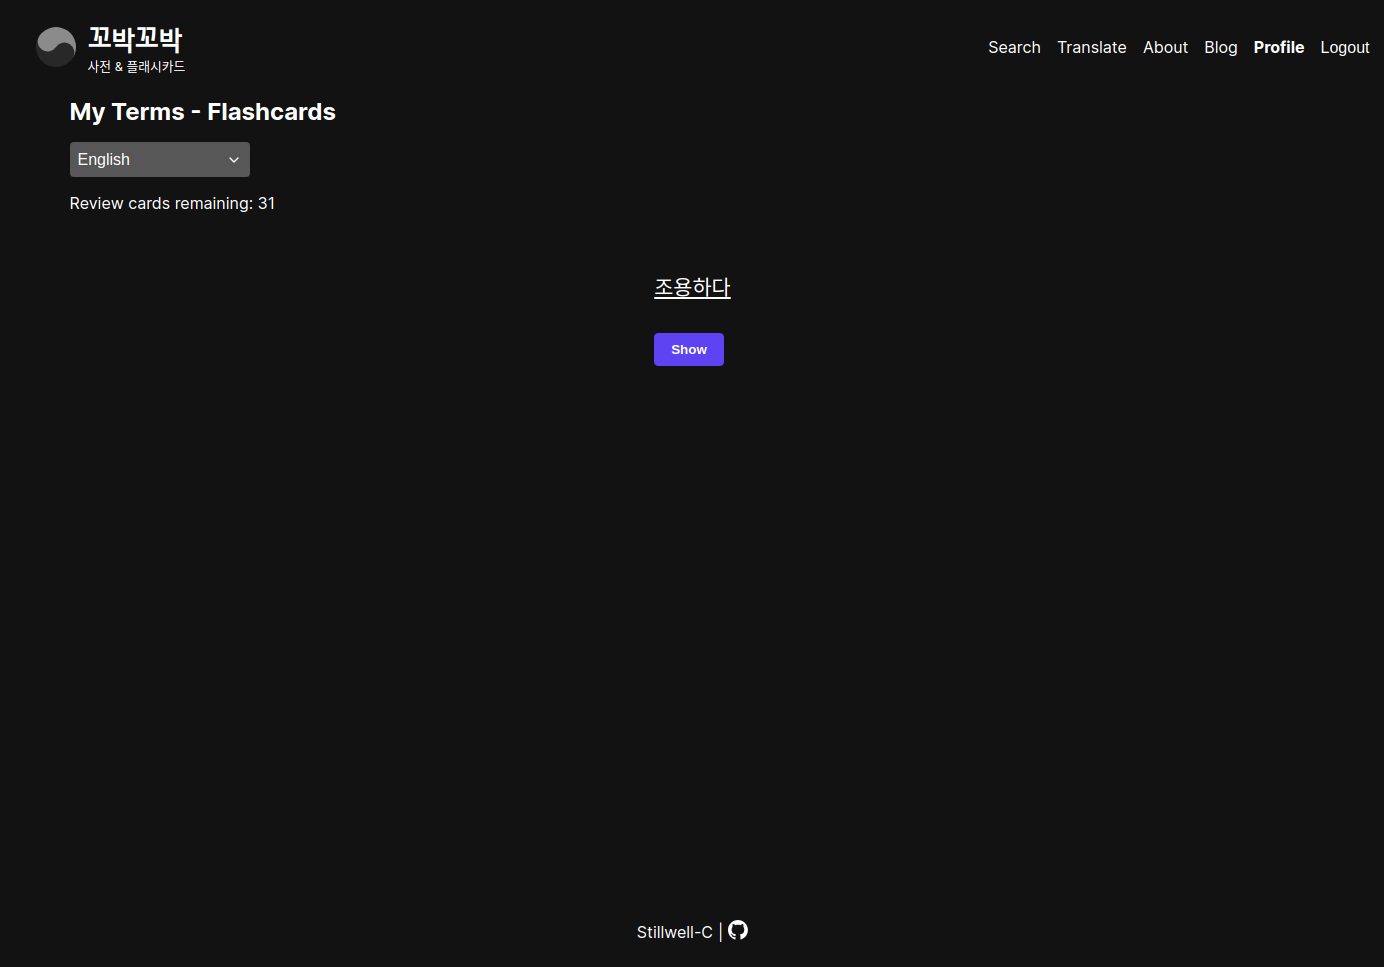 꼬박꼬박
사전 & 플래시카드
Search Translate About Blog Profile Logout
My Terms - Flashcards
English
Review cards remaining: 31
조용하다
Show
Stillwell-C |